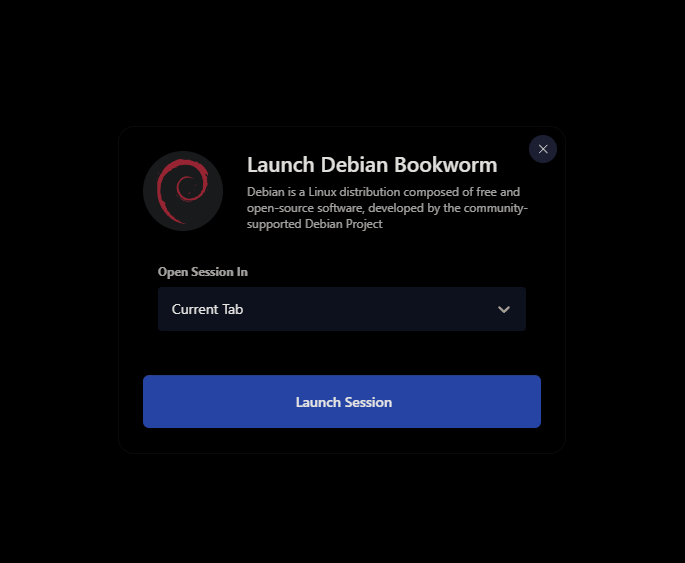 Launch Debian Bookworm
Debian is a Linux distribution composed of free and
open-source software, developed by the community-
supported Debian Project
Open Session In
Current Tab
Launch Session